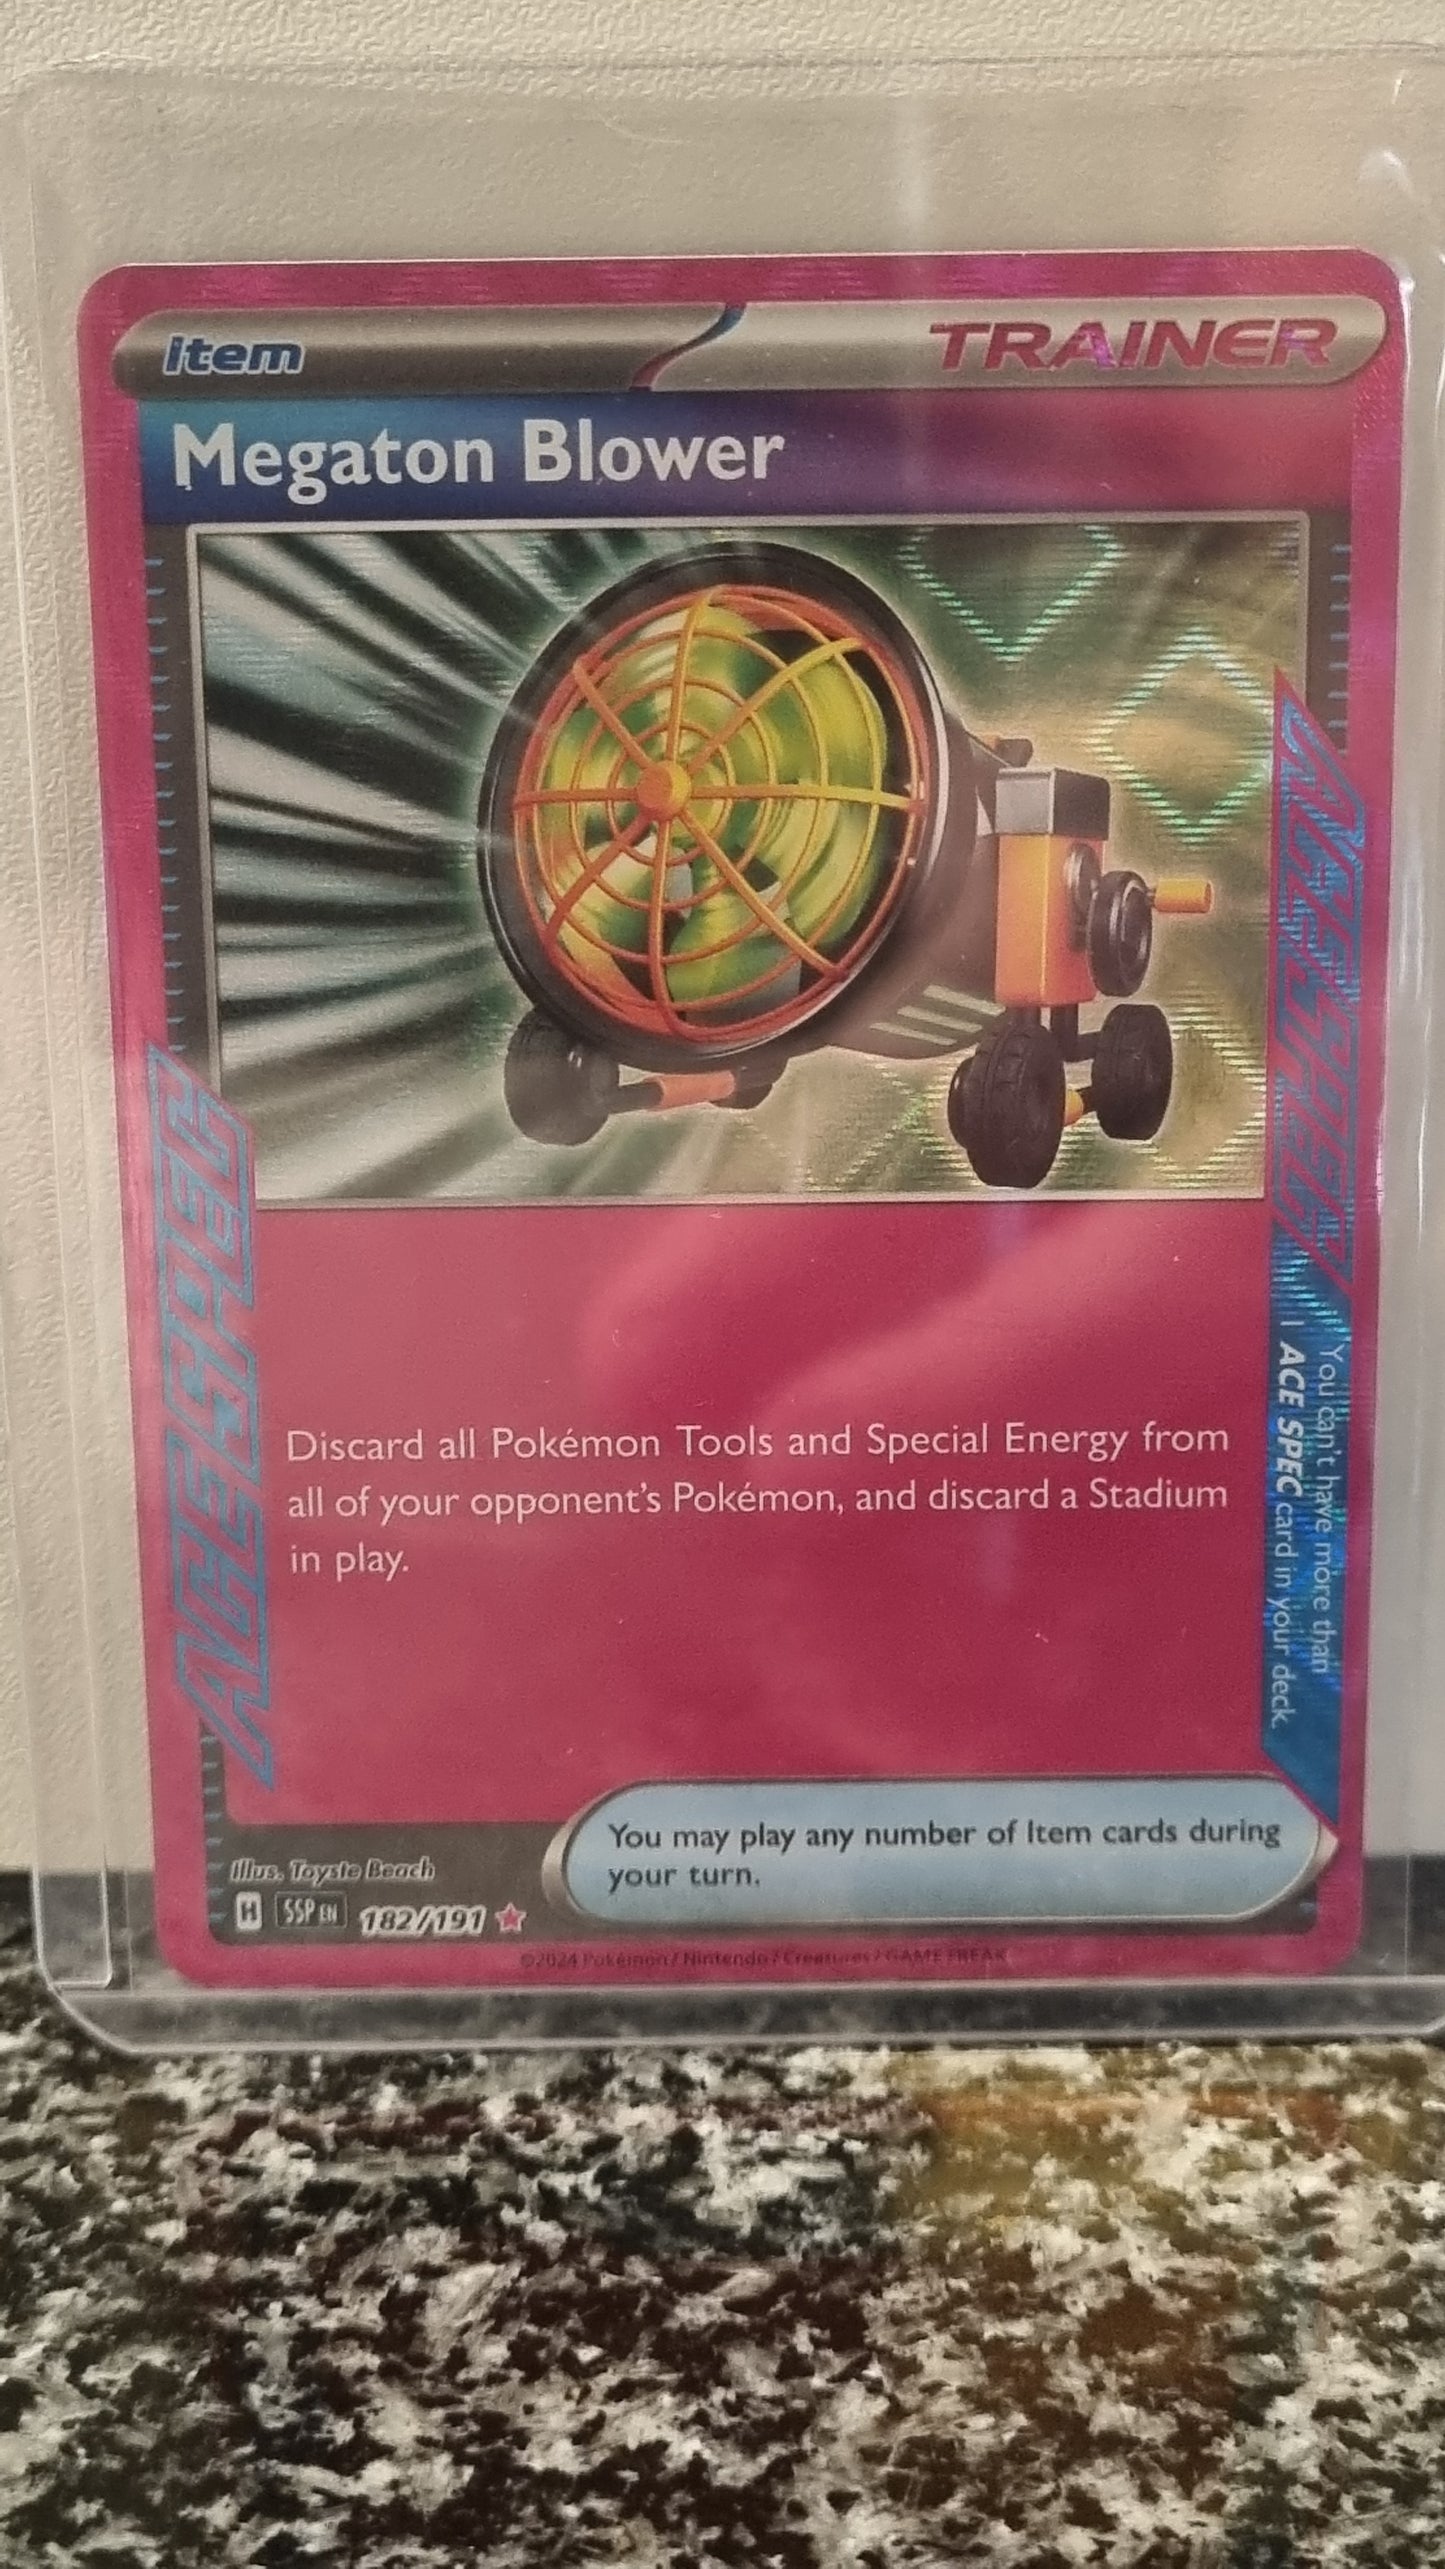 Item
TRAINER
Megaton Blower
ACE SPEC
ACE SPEC
You can't have more than
1 ACE SPEC card in your deck.
Discard all Pokémon Tools and Special Energy from
all of your opponent's Pokémon, and discard a Stadium
in play.
You may play any number of Item cards during
your turn.
Illus. Toyste Beach
H SSP EN 182/191
©2024 Pokémon / Nintendo / Creatures / GAME FREAK